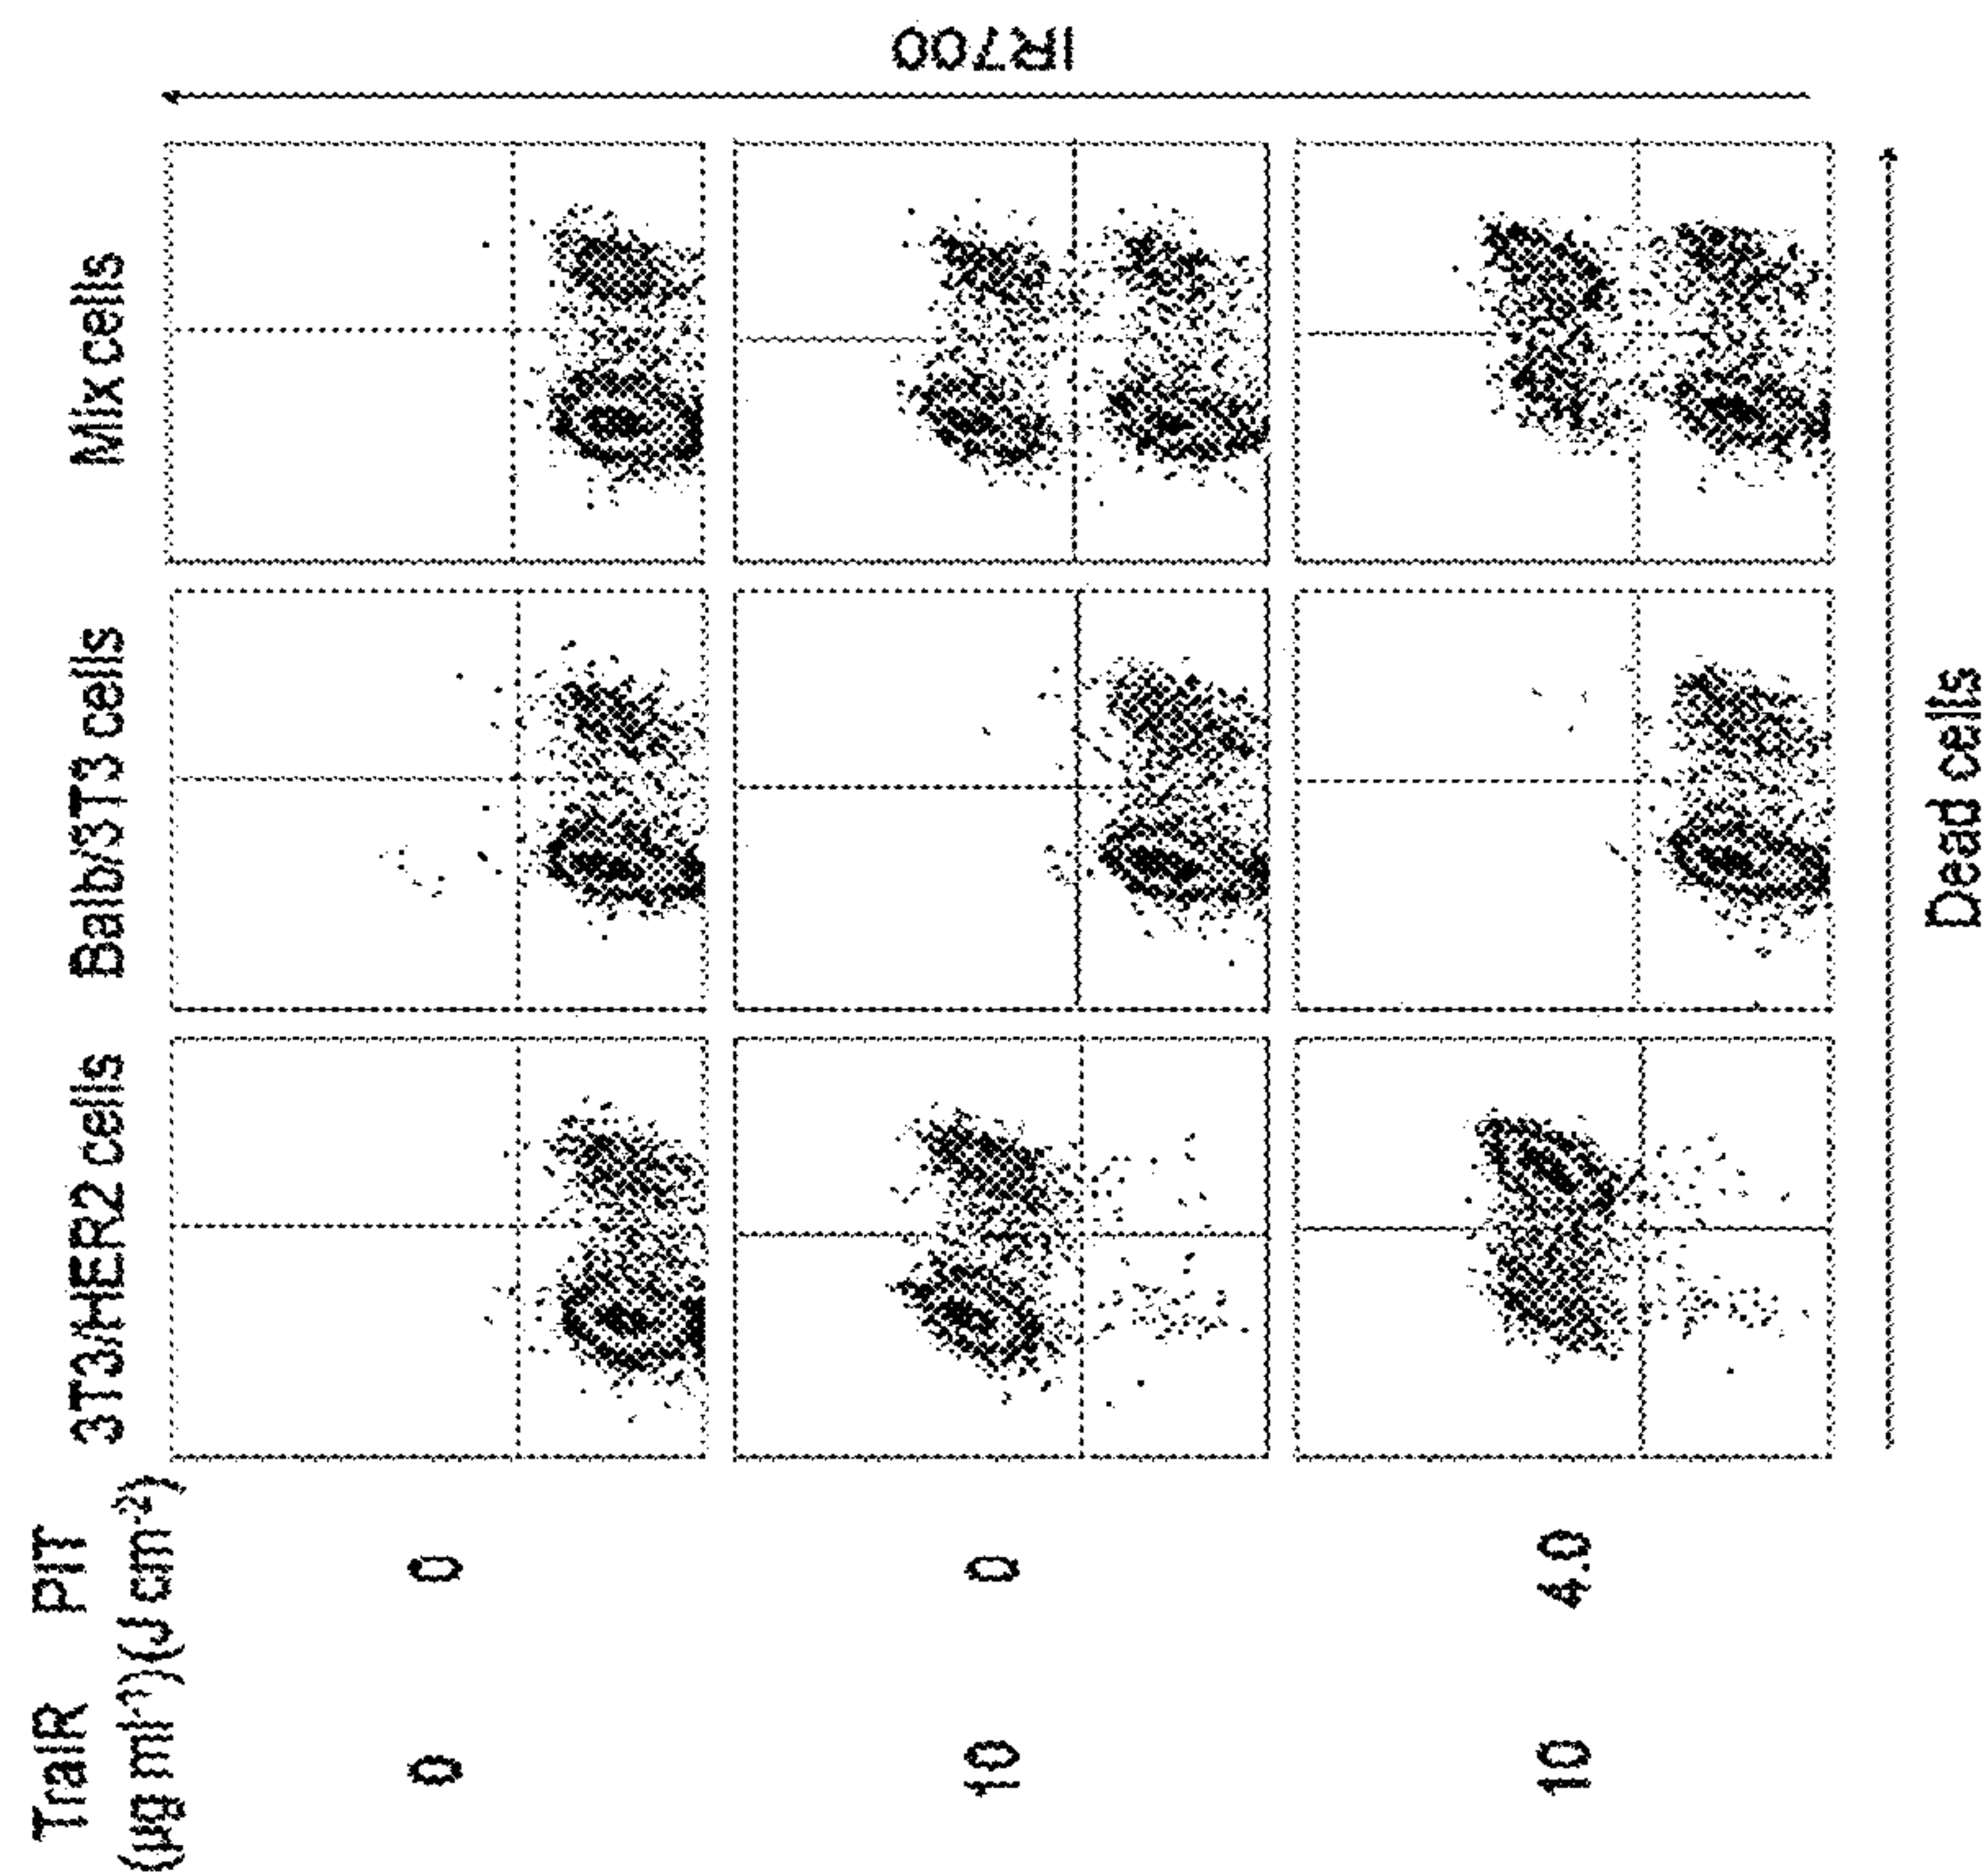 TraIR PIT 3T3/HER2 cells Balb/3T3 cells Mix cells
(µg ml⁻¹) (J cm⁻²)
0 0
10 0
10 4.0
IR700
Dead cells